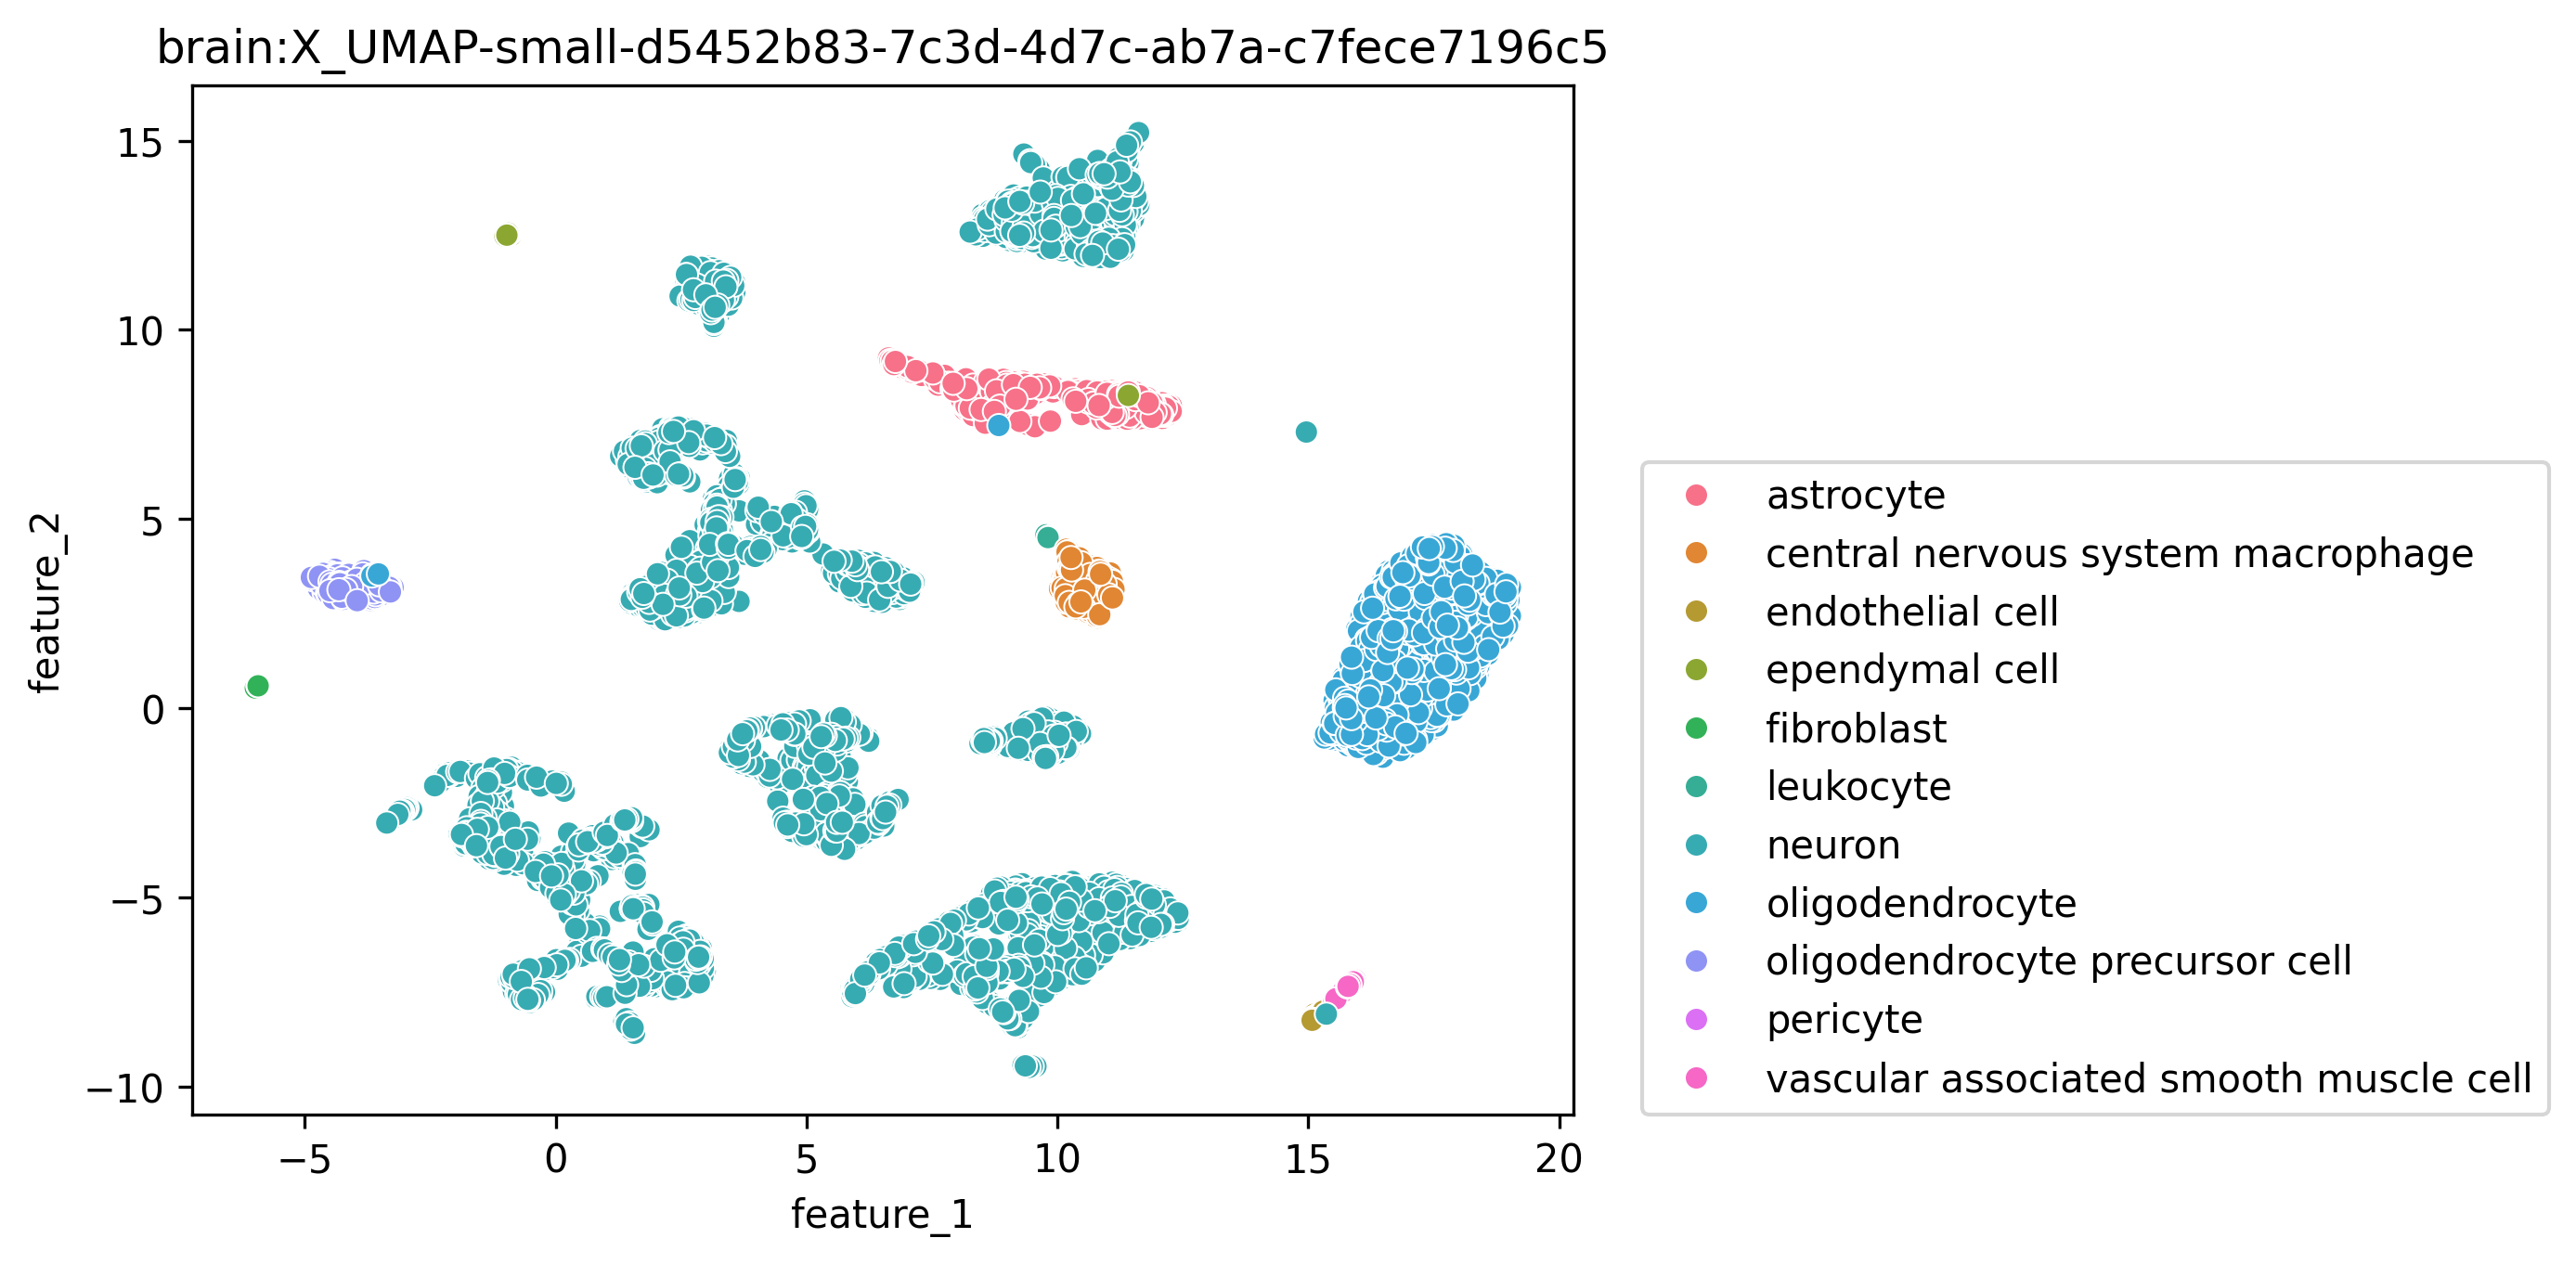 brain:X_UMAP-small-d5452b83-7c3d-4d7c-ab7a-c7fece7196c5
15
10
5
0
−5
−10
feature_2
−5 0 5 10 15 20
feature_1
astrocyte
central nervous system macrophage
endothelial cell
ependymal cell
fibroblast
leukocyte
neuron
oligodendrocyte
oligodendrocyte precursor cell
pericyte
vascular associated smooth muscle cell